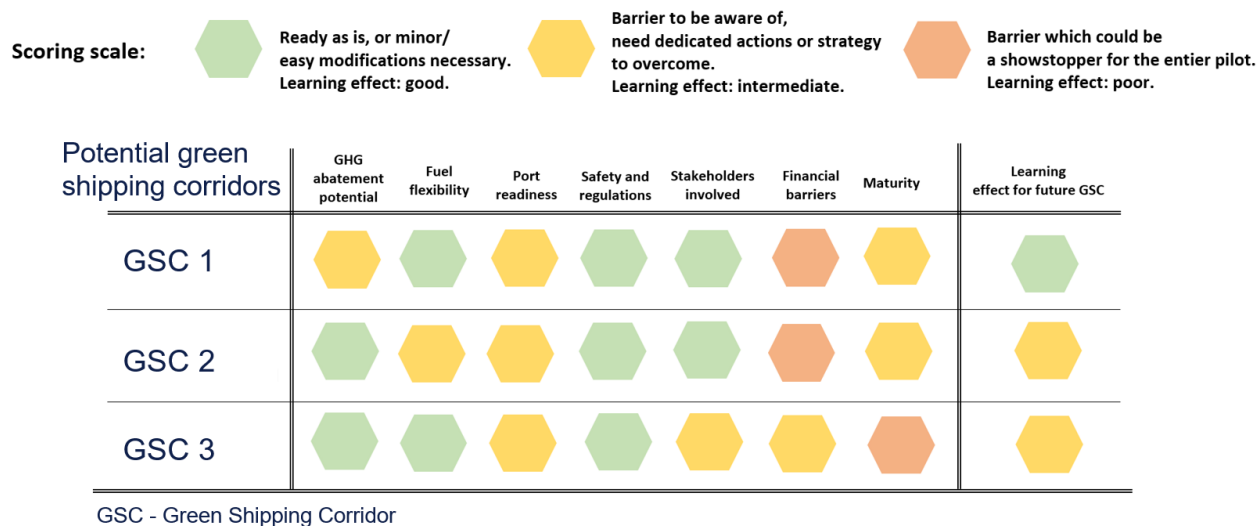 Scoring scale:
Ready as is, or minor/
easy modifications necessary.
Learning effect: good.
Barrier to be aware of,
need dedicated actions or strategy
to overcome.
Learning effect: intermediate.
Barrier which could be
a showstopper for the entier pilot.
Learning effect: poor.
Potential green
shipping corridors
GHG
abatement
potential
Fuel
flexibility
Port
readiness
Safety and
regulations
Stakeholders
involved
Financial
barriers
Maturity
Learning
effect for future GSC
GSC 1
GSC 2
GSC 3
GSC - Green Shipping Corridor